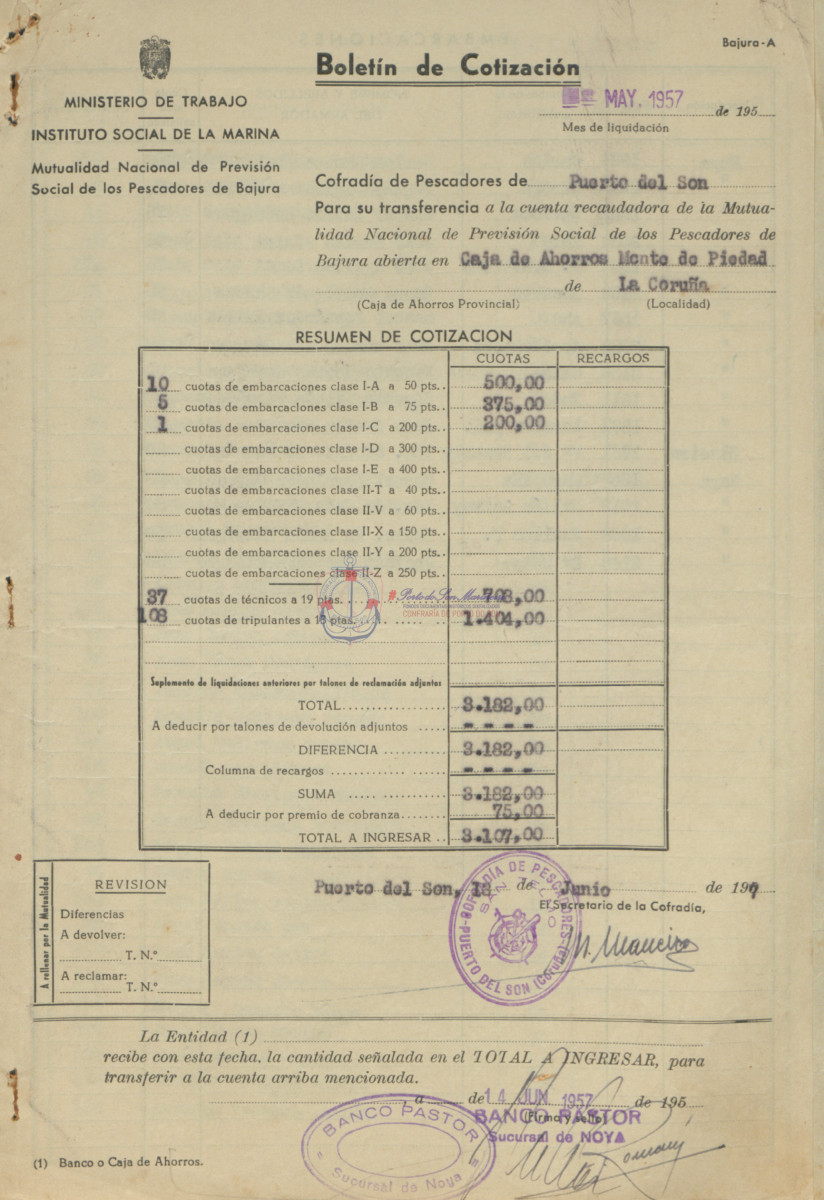 Bajura-A
Boletín de Cotización
MINISTERIO DE TRABAJO
INSTITUTO SOCIAL DE LA MARINA
Mutualidad Nacional de Previsión
Social de los Pescadores de Bajura
MAY. 1957 de 195
Mes de liquidación
Cofradía de Pescadores de Puerto del Son
Para su transferencia a la cuenta recaudadora de la Mutua-
lidad Nacional de Previsión Social de los Pescadores de
Bajura abierta en Caja de Ahorros Monte de Piedad
de La Coruña
(Caja de Ahorros Provincial) (Localidad)
RESUMEN DE COTIZACION
CUOTAS RECARGOS
10 cuotas de embarcaciones clase I-A a 50 pts. 500,00
5 cuotas de embarcaciones clase I-B a 75 pts. 375,00
1 cuotas de embarcaciones clase I-C a 200 pts. 200,00
cuotas de embarcaciones clase I-D a 300 pts.
cuotas de embarcaciones clase I-E a 400 pts.
cuotas de embarcaciones clase II-T a 40 pts.
cuotas de embarcaciones clase II-V a 60 pts.
cuotas de embarcaciones clase II-X a 150 pts.
cuotas de embarcaciones clase II-Y a 200 pts.
cuotas de embarcaciones clase II-Z a 250 pts.
37 cuotas de técnicos a 19 ptas. 703,00
108 cuotas de tripulantes a 13 ptas. 1.404,00
Suplemento de liquidaciones anteriores por talones de reclamación adjuntos
TOTAL 3.182,00
A deducir por talones de devolución adjuntos - - - -
DIFERENCIA 3.182,00
Columna de recargos - - - -
SUMA 3.182,00
A deducir por premio de cobranza 75,00
TOTAL A INGRESAR 3.107,00
A rellenar por la Mutualidad
REVISION
Diferencias
A devolver:
T. N.º
A reclamar:
T. N.º
Puerto del Son, de Junio de 1957
El Secretario de la Cofradía,
COFRADÍA DE PESCADORES
PUERTO DEL SON (Coruña)
La Entidad (1)
recibe con esta fecha, la cantidad señalada en el TOTAL A INGRESAR, para
transferir a la cuenta arriba mencionada.
a de 14 JUN. 1957 de 195
BANCO PASTOR
(Firma y sello)
Sucursal de NOYA
BANCO PASTOR
Sucursal de Noya
(1) Banco o Caja de Ahorros.